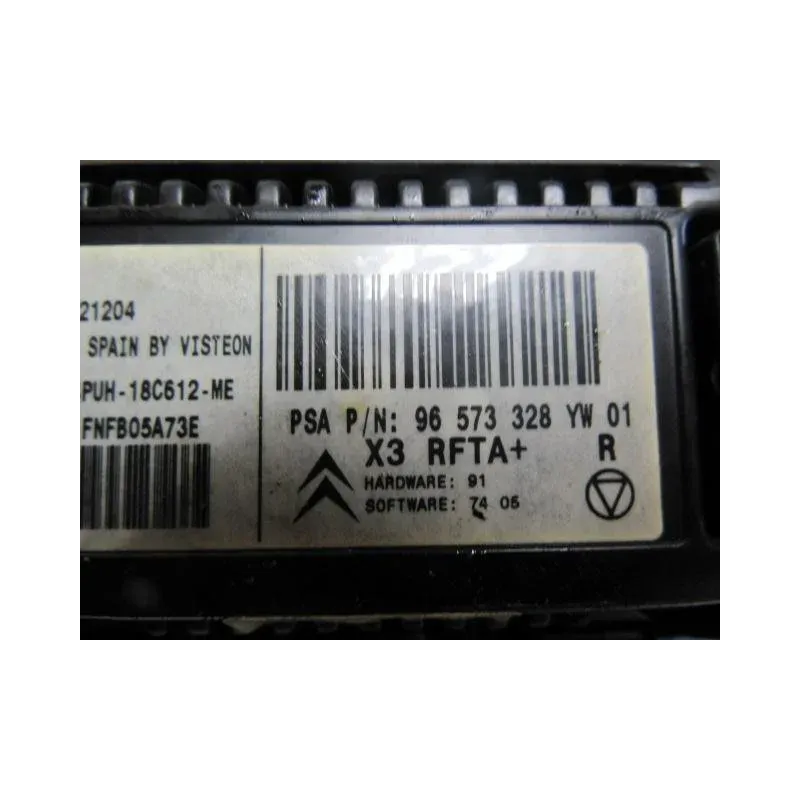 21204
SPAIN BY VISTEON
PUH-18C612-ME
FNFB05A73E
PSA P/N: 96 573 328 YW 01
X3 RFTA+ R
HARDWARE: 91
SOFTWARE: 74 05